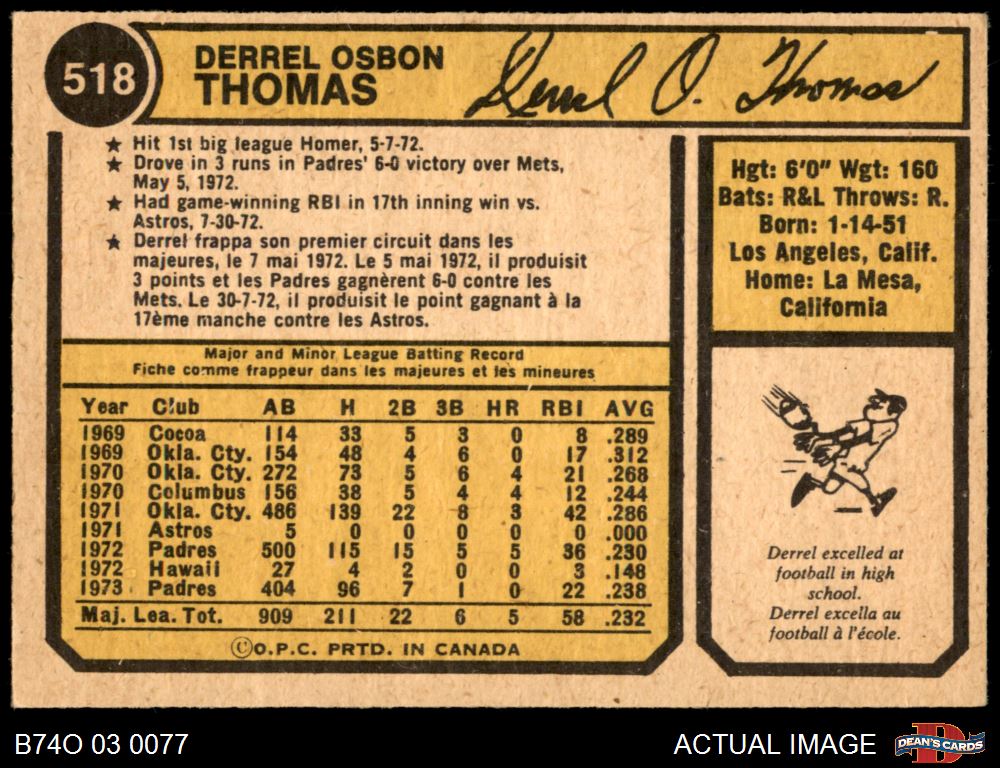 518
DERREL OSBON
THOMAS
Derrel O. Thomas
★ Hit 1st big league Homer, 5-7-72.
★ Drove in 3 runs in Padres' 6-0 victory over Mets,
May 5, 1972.
★ Had game-winning RBI in 17th inning win vs.
Astros, 7-30-72.
★ Derrel frappa son premier circuit dans les
majeures, le 7 mai 1972. Le 5 mai 1972, il produisit
3 points et les Padres gagnèrent 6-0 contre les
Mets. Le 30-7-72, il produisit le point gagnant à la
17ème manche contre les Astros.
Hgt: 6'0" Wgt: 160
Bats: R&L Throws: R.
Born: 1-14-51
Los Angeles, Calif.
Home: La Mesa,
California
Major and Minor League Batting Record
Fiche comme frappeur dans les majeures et les mineures
Year Club AB H 2B 3B HR RBI AVG
1969 Cocoa 114 33 5 3 0 8 .289
1969 Okla. Cty. 154 48 4 6 0 17 .312
1970 Okla. Cty. 272 73 5 6 4 21 .268
1970 Columbus 156 38 5 4 4 12 .244
1971 Okla. Cty. 486 139 22 8 3 42 .286
1971 Astros 5 0 0 0 0 0 .000
1972 Padres 500 115 15 5 5 36 .230
1972 Hawaii 27 4 2 0 0 3 .148
1973 Padres 404 96 7 1 0 22 .238
Maj. Lea. Tot. 909 211 22 6 5 58 .232
©O.P.C. PRTD. IN CANADA
Derrel excelled at
football in high
school.
Derrel excella au
football à l'école.
B74O 03 0077
ACTUAL IMAGE
D
DEAN'S CARDS